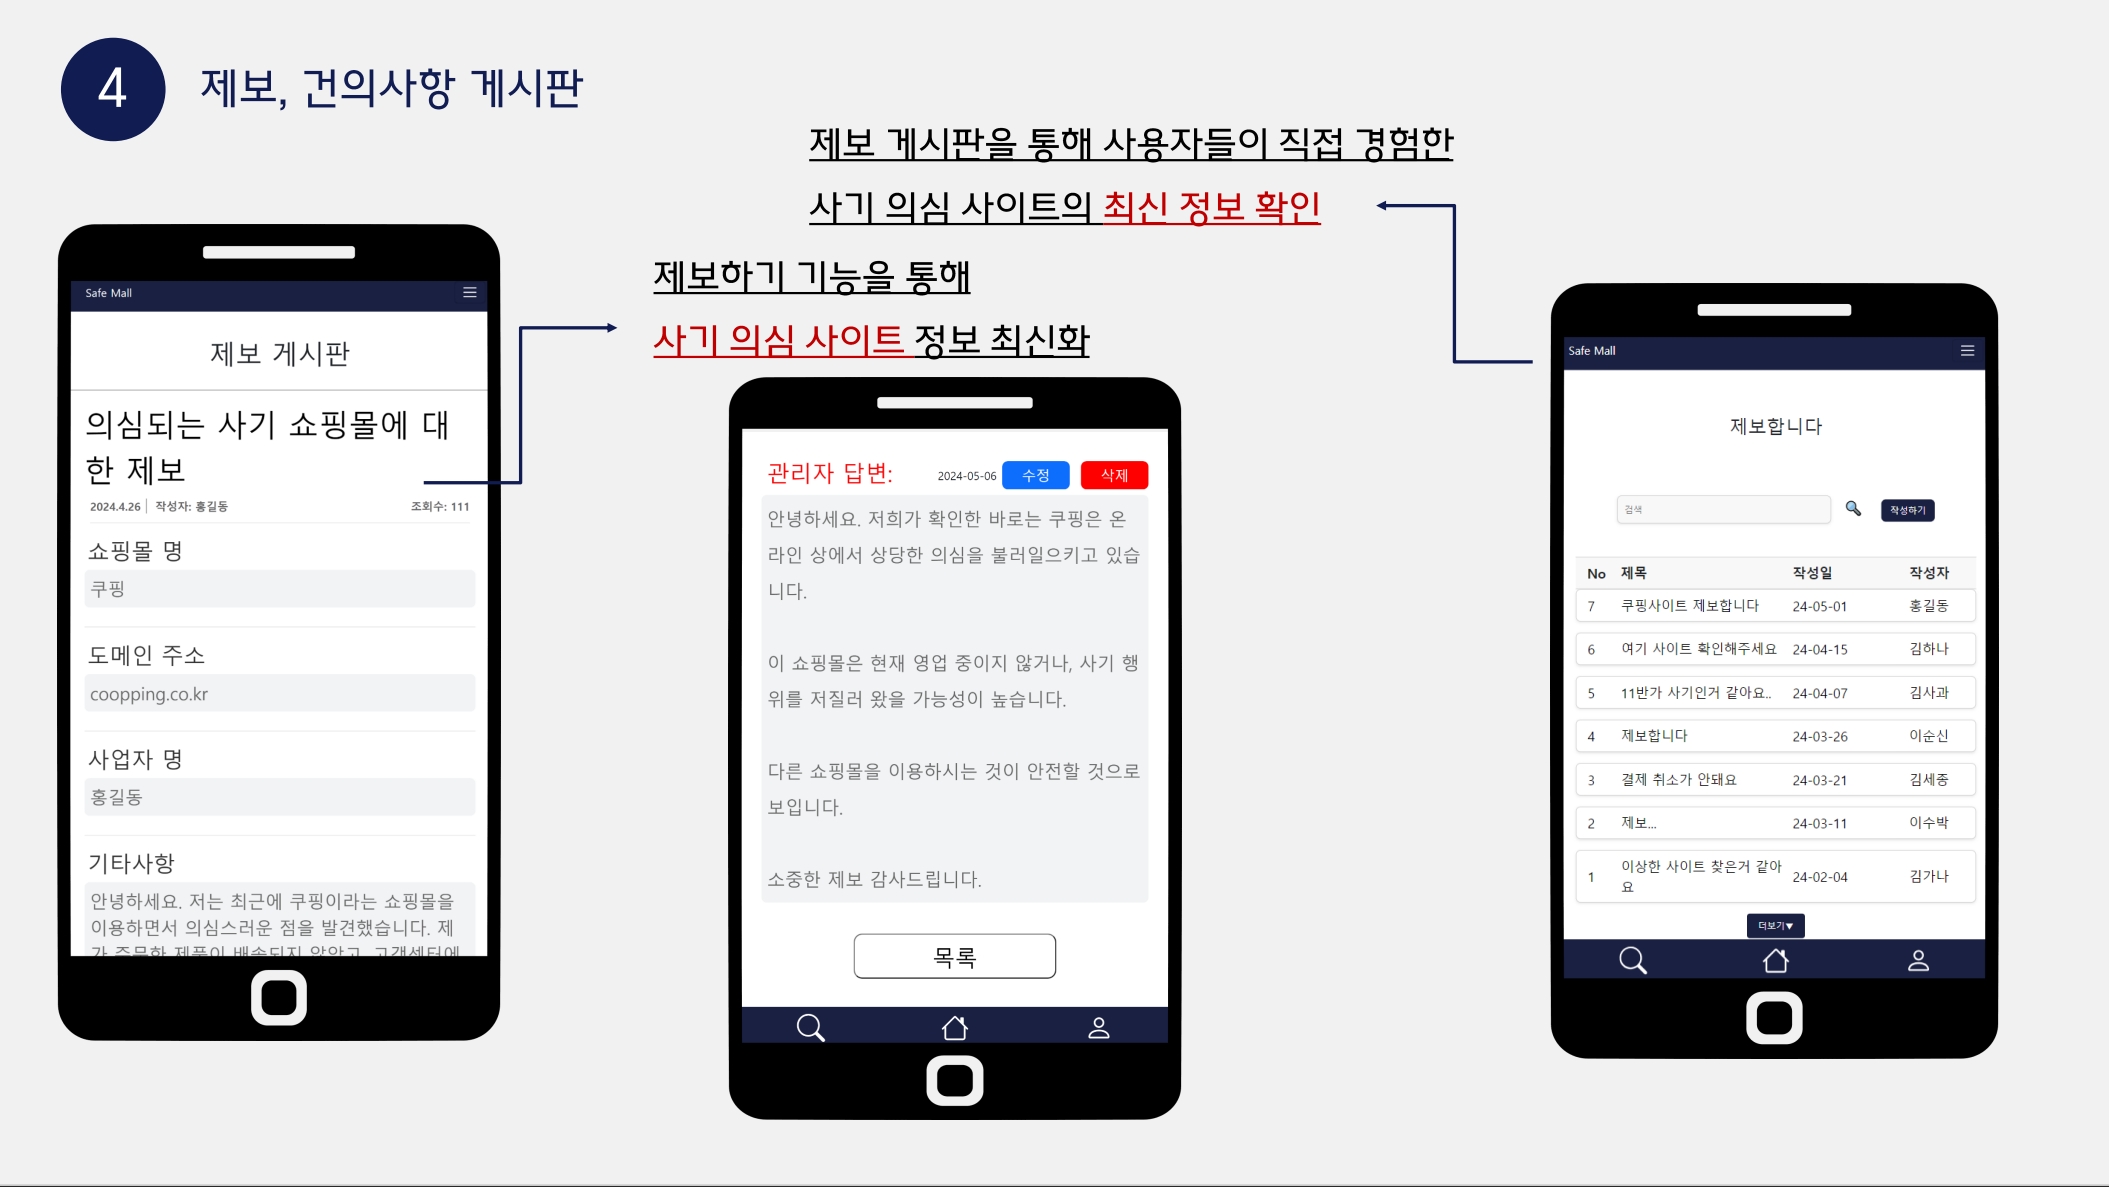 4
제보, 건의사항 게시판
제보 게시판을 통해 사용자들이 직접 경험한
사기 의심 사이트의 최신 정보 확인
제보하기 기능을 통해
사기 의심 사이트 정보 최신화
Safe Mall
제보 게시판
의심되는 사기 쇼핑몰에 대
한 제보
2024.4.26 작성자: 홍길동 조회수: 111
쇼핑몰 명
쿠핑
도메인 주소
coopping.co.kr
사업자 명
홍길동
기타사항
안녕하세요. 저는 최근에 쿠핑이라는 쇼핑몰을
이용하면서 의심스러운 점을 발견했습니다. 제
가 주문한 제품이 배송되지 않았고, 고객센터에
관리자 답변: 2024-05-06 수정 삭제
안녕하세요. 저희가 확인한 바로는 쿠핑은 온
라인 상에서 상당한 의심을 불러일으키고 있습
니다.
이 쇼핑몰은 현재 영업 중이지 않거나, 사기 행
위를 저질러 왔을 가능성이 높습니다.
다른 쇼핑몰을 이용하시는 것이 안전할 것으로
보입니다.
소중한 제보 감사드립니다.
목록
Safe Mall
제보합니다
검색 작성하기
No 제목 작성일 작성자
7 쿠핑사이트 제보합니다 24-05-01 홍길동
6 여기 사이트 확인해주세요 24-04-15 김하나
5 11반가 사기인거 같아요.. 24-04-07 김사과
4 제보합니다 24-03-26 이순신
3 결제 취소가 안돼요 24-03-21 김세종
2 제보... 24-03-11 이수박
1 이상한 사이트 찾은거 같아 24-02-04 김가나
요
더보기▼